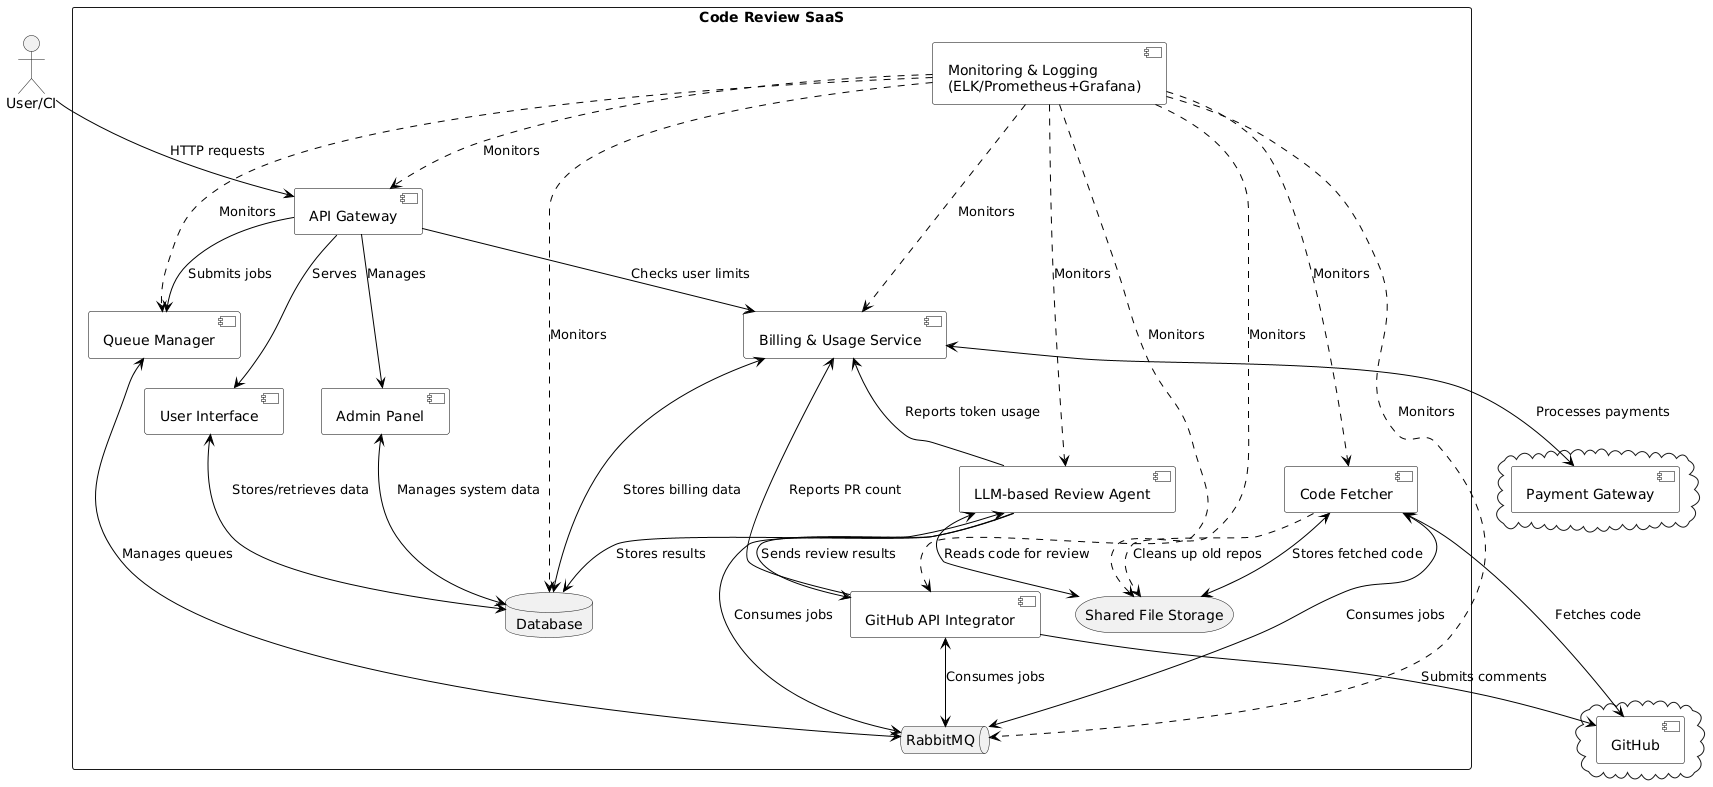 Code Review SaaS
Monitoring & Logging
(ELK/Prometheus+Grafana)
User/CI
HTTP requests
Monitors
API Gateway
Monitors
Monitors
Submits jobs
Serves
Manages
Checks user limits
Monitors
Monitors
Queue Manager
Billing & Usage Service
Monitors
Monitors
Monitors
User Interface
Admin Panel
Reports token usage
Monitors
Processes payments
Stores/retrieves data
Manages system data
Stores billing data
Reports PR count
LLM-based Review Agent
Code Fetcher
Payment Gateway
Manages queues
Stores results
Sends review results
Reads code for review
Cleans up old repos
Stores fetched code
Database
Consumes jobs
GitHub API Integrator
Shared File Storage
Consumes jobs
Fetches code
Consumes jobs
Submits comments
RabbitMQ
GitHub